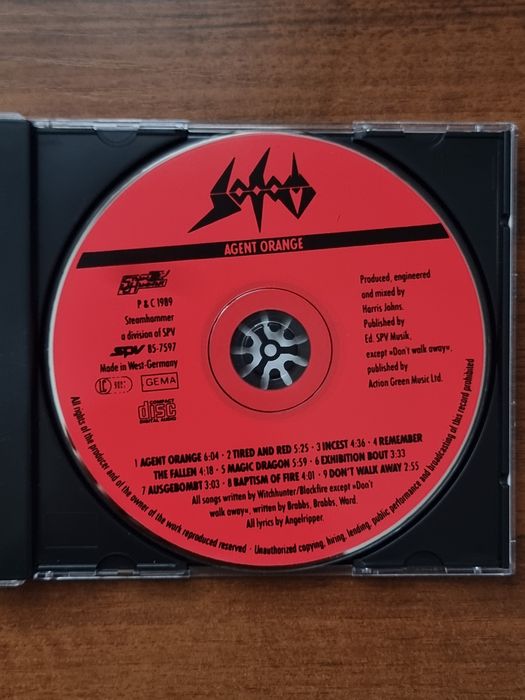 Sodom
AGENT ORANGE
P & C 1989
Steamhammer
a division of SPV
SPV 85-7597
Made in West-Germany
LC
GEMA
COMPACT
disc
DIGITAL AUDIO
Produced, engineered
and mixed by
Harris Johns.
Published by
Ed. SPV Musik,
except »Don't walk away«,
published by
Action Green Music Ltd.
1 AGENT ORANGE 6:04 · 2 TIRED AND RED 5:25 · 3 INCEST 4:36 · 4 REMEMBER
THE FALLEN 4:18 · 5 MAGIC DRAGON 5:59 · 6 EXHIBITION BOUT 3:33
7 AUSGEBOMBT 3:03 · 8 BAPTISM OF FIRE 4:01 · 9 DON'T WALK AWAY 2:55
All songs written by Witchhunter/Blackfire except »Don't
walk away«, written by Brabbs, Brabbs, Ward.
All lyrics by Angelripper.
All rights of the producer and of the owner of the work reproduced reserved · Unauthorized copying, hiring, lending, public performance and broadcasting of this record prohibited